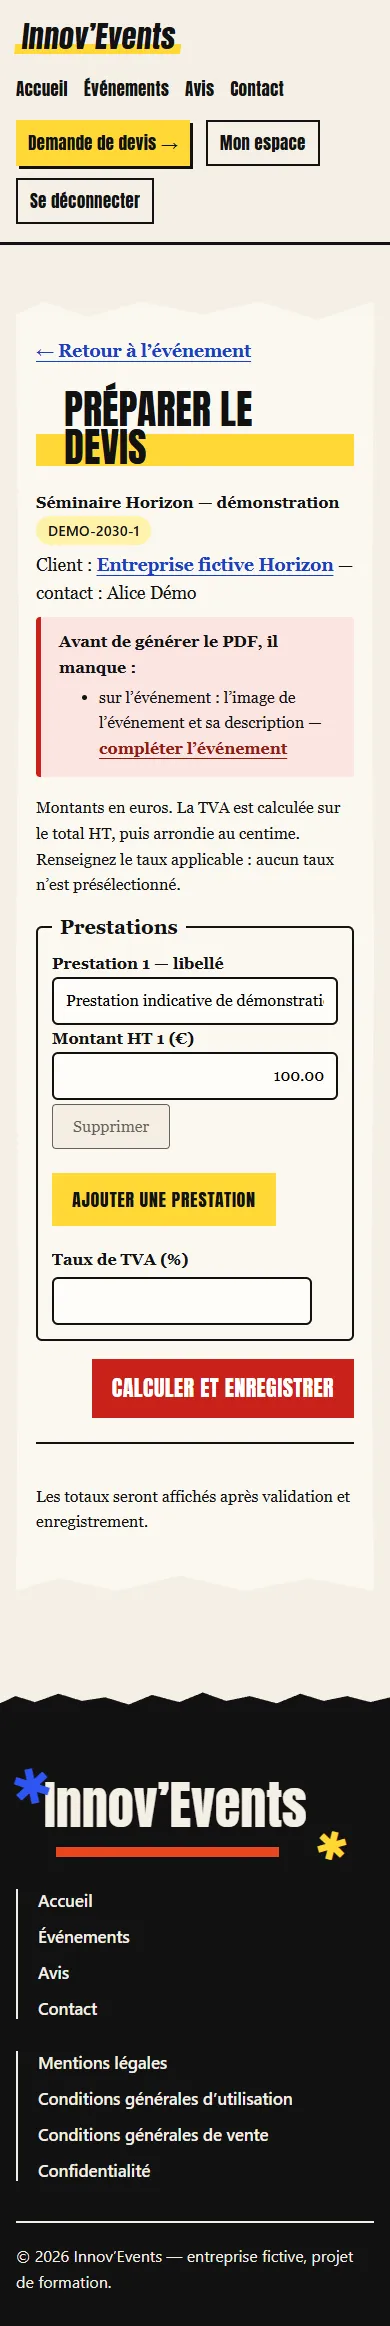 Innov’Events
Accueil Événements Avis Contact
Demande de devis → Mon espace
Se déconnecter
← Retour à l’événement
PRÉPARER LE
DEVIS
Séminaire Horizon — démonstration
DEMO-2030-1
Client : Entreprise fictive Horizon —
contact : Alice Démo
Avant de générer le PDF, il
manque :
• sur l’événement : l’image de
l’événement et sa description —
compléter l’événement
Montants en euros. La TVA est calculée sur
le total HT, puis arrondie au centime.
Renseignez le taux applicable : aucun taux
n’est présélectionné.
Prestations
Prestation 1 — libellé
Prestation indicative de démonstrati
Montant HT 1 (€)
100.00
Supprimer
AJOUTER UNE PRESTATION
Taux de TVA (%)
CALCULER ET ENREGISTRER
Les totaux seront affichés après validation et
enregistrement.
Innov’Events
Accueil
Événements
Avis
Contact
Mentions légales
Conditions générales d’utilisation
Conditions générales de vente
Confidentialité
© 2026 Innov’Events — entreprise fictive, projet
de formation.